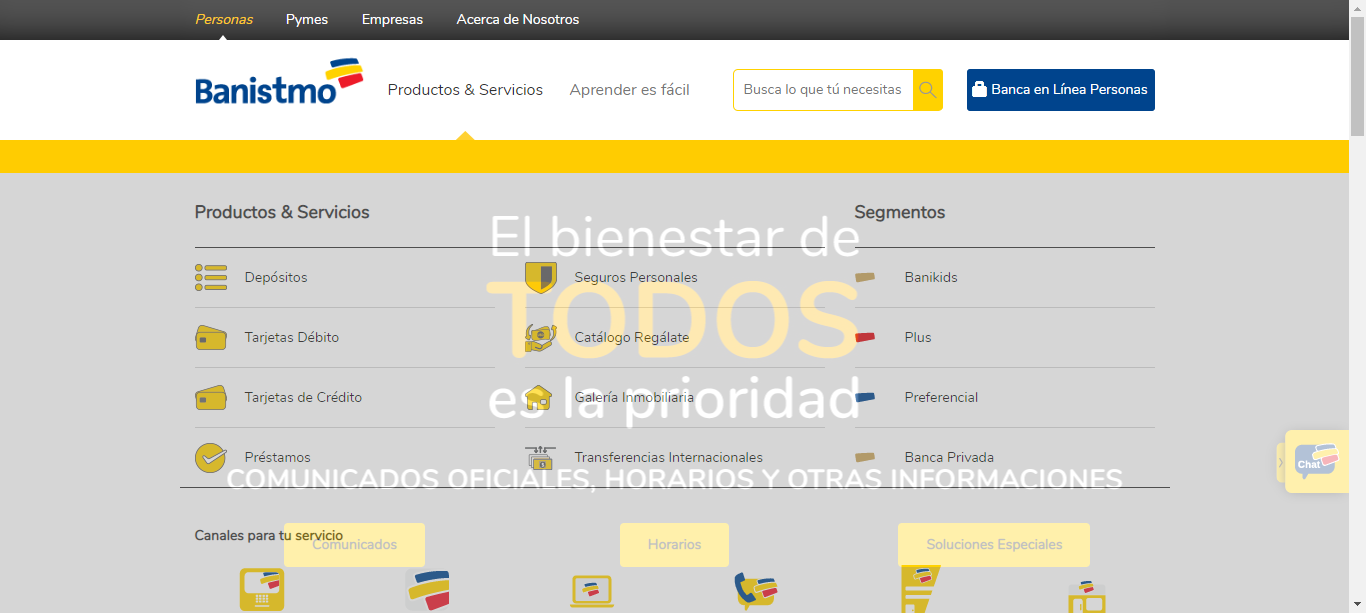 Personas Pymes Empresas Acerca de Nosotros
Banistmo Productos & Servicios Aprender es fácil Busca lo que tú necesitas Banca en Línea Personas
Productos & Servicios Segmentos
El bienestar de
TODOS
es la prioridad
Depósitos Seguros Personales Banikids
Tarjetas Débito Catálogo Regálate Plus
Tarjetas de Crédito Galería Inmobiliaria Preferencial
Préstamos Transferencias Internacionales Banca Privada
Chat
COMUNICADOS OFICIALES, HORARIOS Y OTRAS INFORMACIONES
Canales para tu servicio
Comunicados Horarios Soluciones Especiales